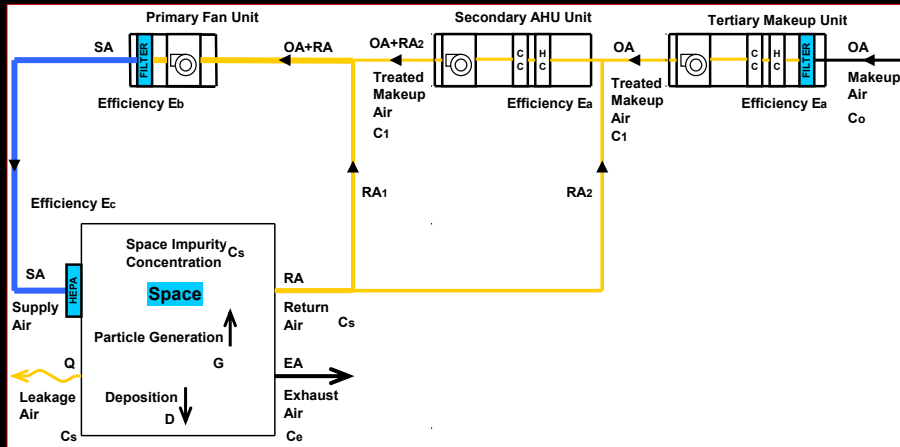 Primary Fan Unit
Secondary AHU Unit
Tertiary Makeup Unit
SA
FILTER
OA+RA
OA+RA2
C
C
H
C
OA
C
C
H
C
FILTER
OA
Efficiency Eb
Treated
Makeup
Air
C1
Efficiency Ea
Treated
Makeup
Air
C1
Efficiency Ea
Makeup
Air
Co
RA1
RA2
Efficiency Ec
Space Impurity
Concentration
Cs
SA
HEPA
Space
RA
Supply
Air
Return
Air
Cs
Particle Generation
G
Q
EA
Leakage
Air
Deposition
D
Exhaust
Air
Cs
Ce